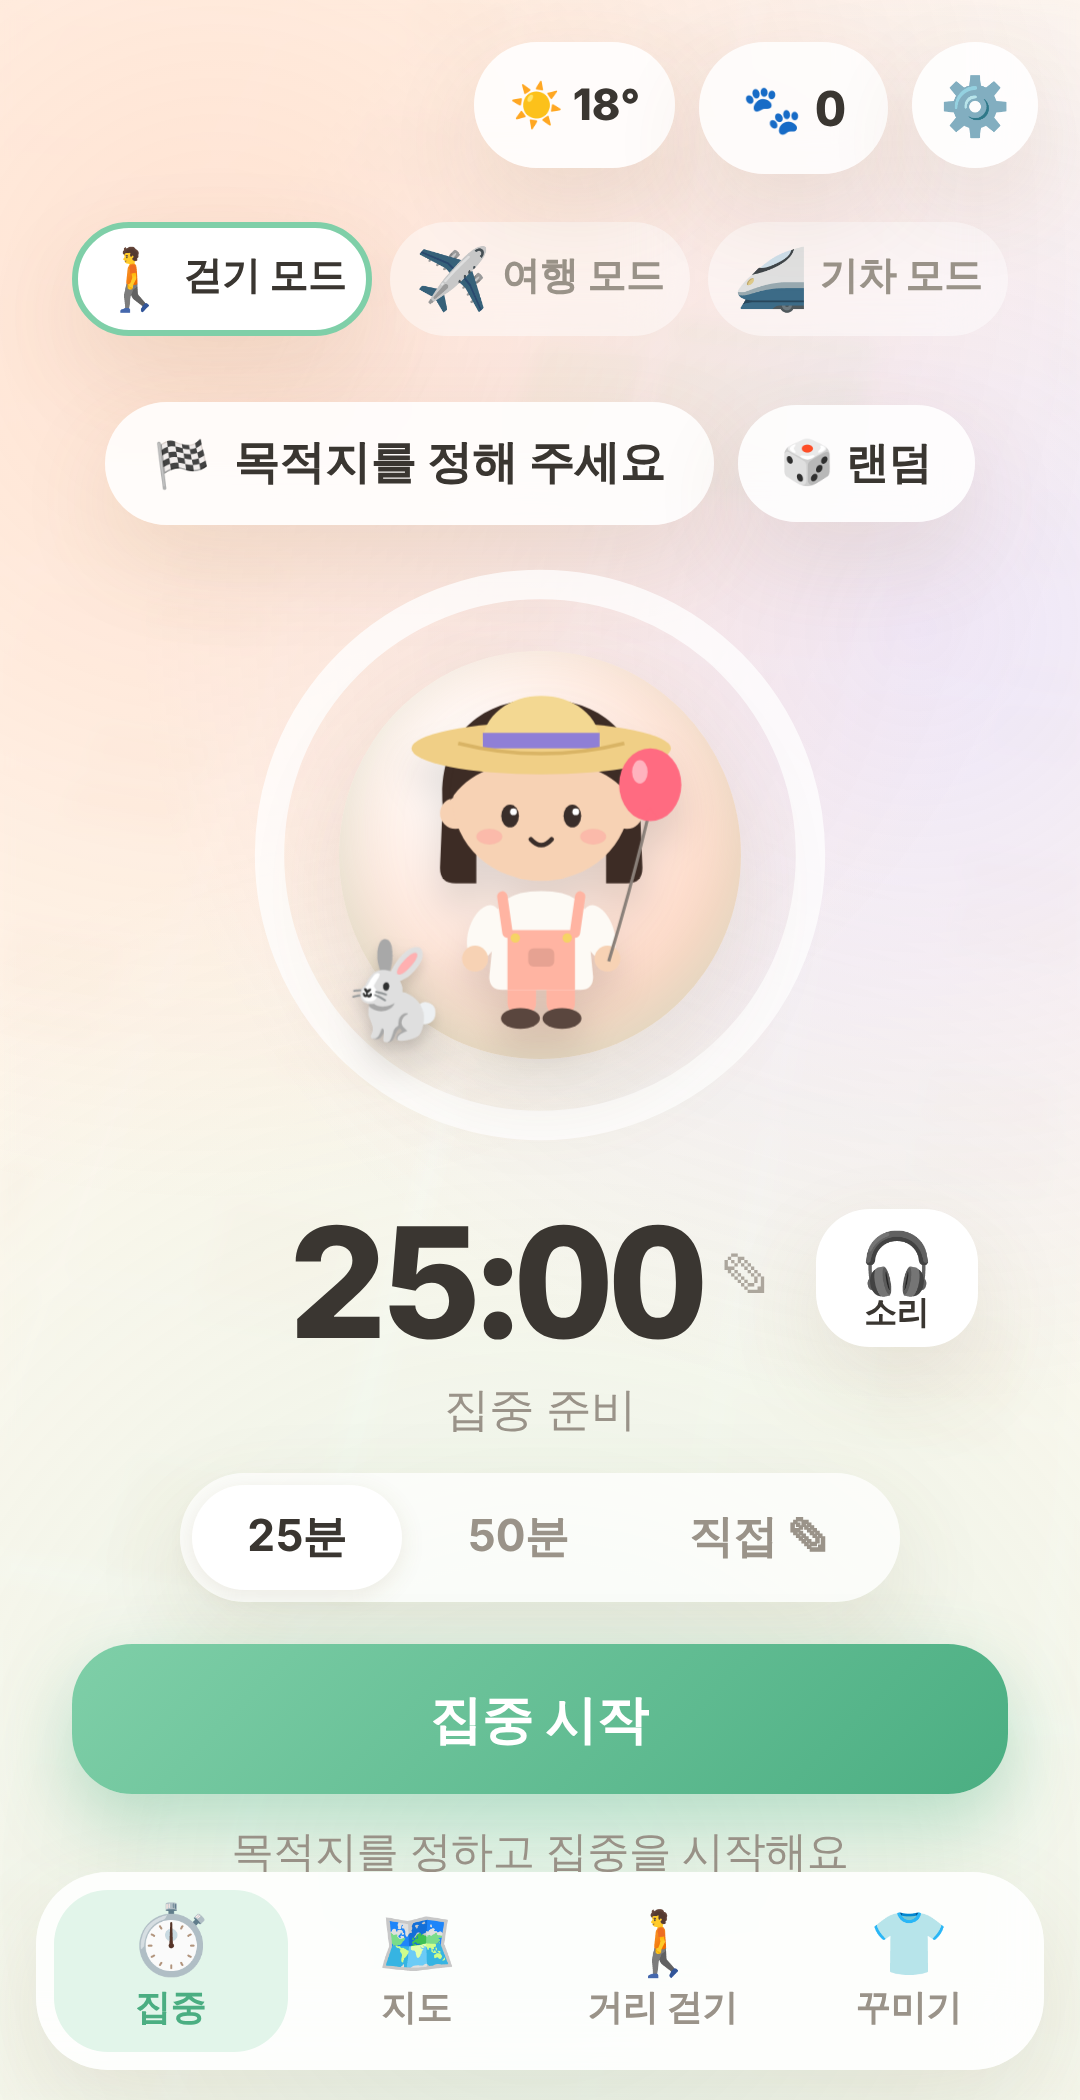 18°
0
걷기 모드
여행 모드
기차 모드
목적지를 정해 주세요
랜덤
25:00
소리
집중 준비
25분
50분
직접
집중 시작
목적지를 정하고 집중을 시작해요
집중
지도
거리 걷기
꾸미기